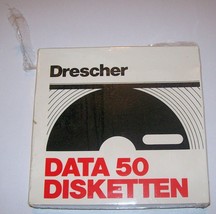 Drescher
DATA 50
DISKETTEN